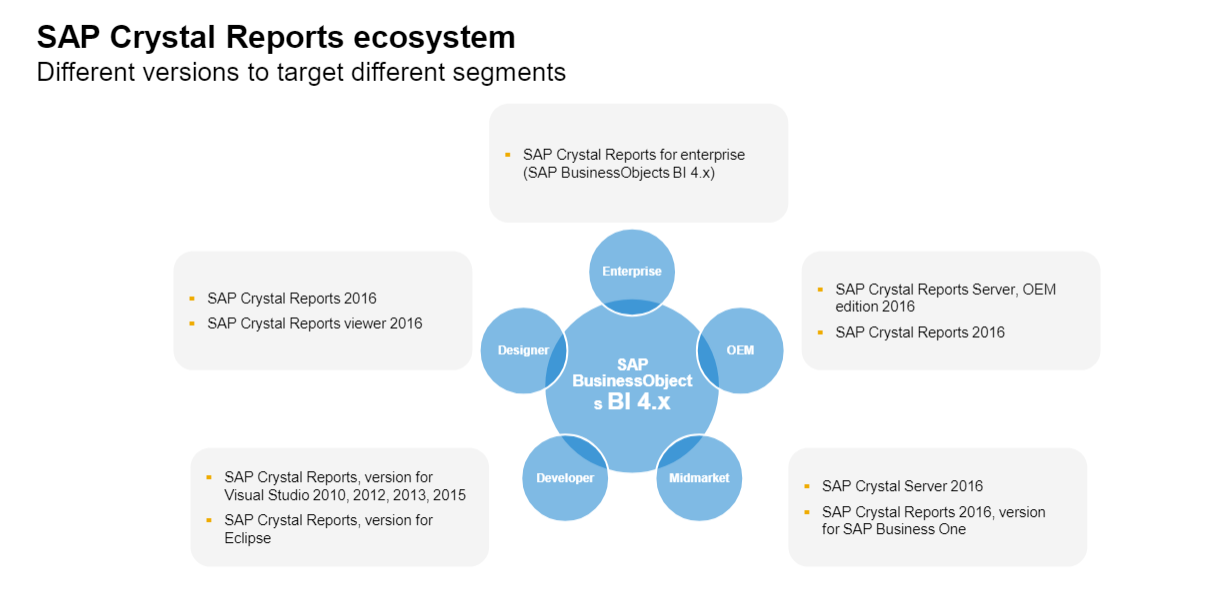 SAP Crystal Reports ecosystem
Different versions to target different segments
SAP Crystal Reports for enterprise
(SAP BusinessObjects BI 4.x)
Enterprise
SAP Crystal Reports 2016
SAP Crystal Reports viewer 2016
Designer
SAP
BusinessObject
s BI 4.x
OEM
SAP Crystal Reports Server, OEM
edition 2016
SAP Crystal Reports 2016
SAP Crystal Reports, version for
Visual Studio 2010, 2012, 2013, 2015
SAP Crystal Reports, version for
Eclipse
Developer
Midmarket
SAP Crystal Server 2016
SAP Crystal Reports 2016, version
for SAP Business One